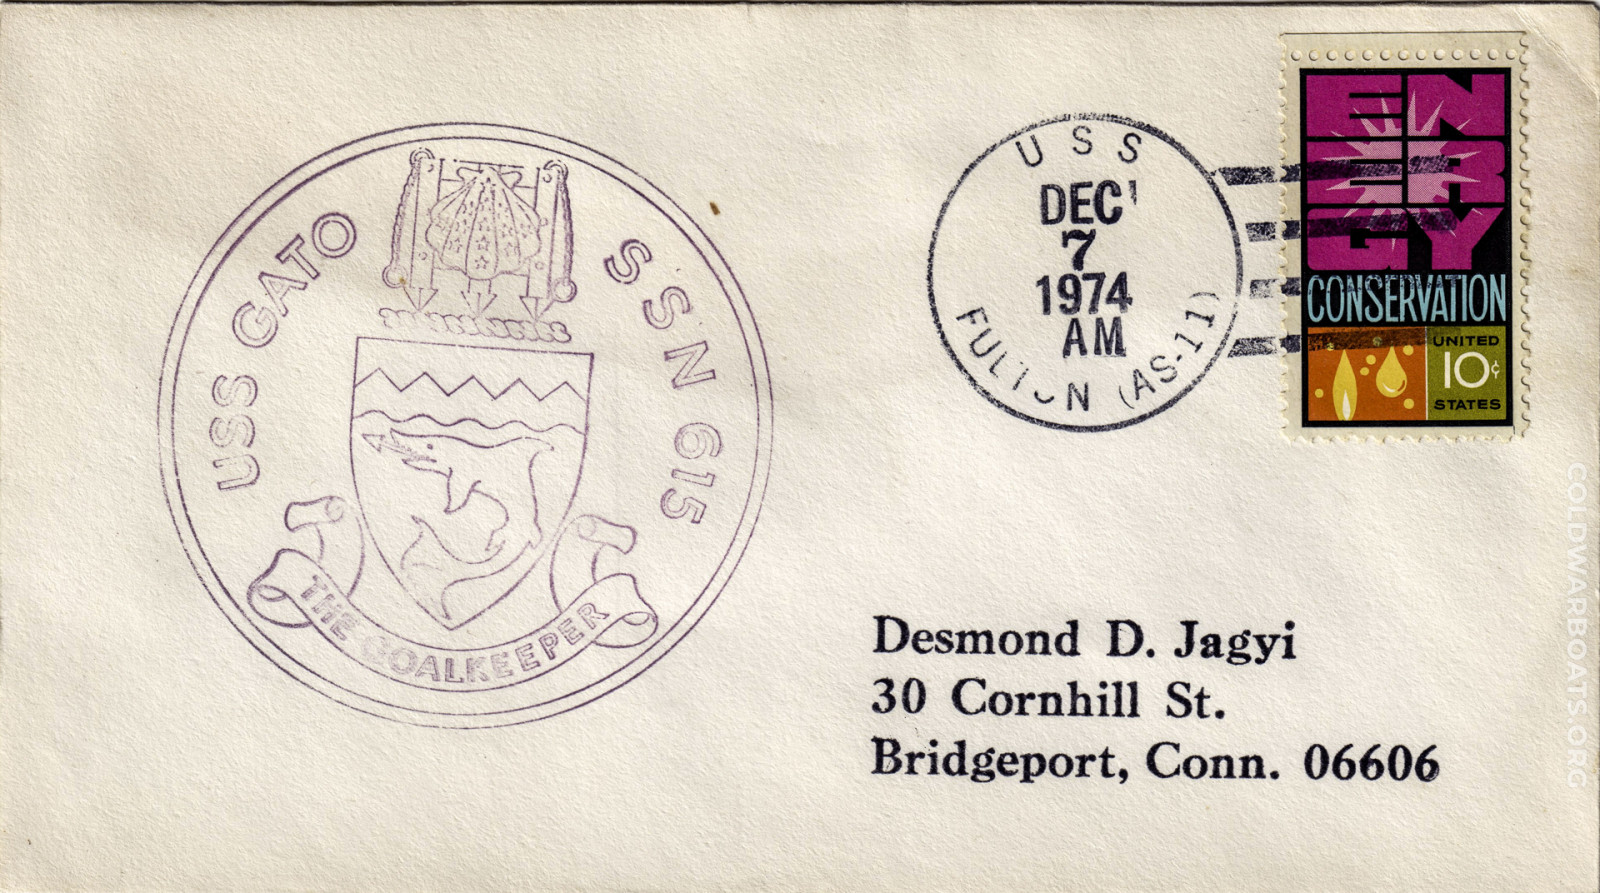 USS GATO SSN 615
THE GOALKEEPER
USS
DEC
7
1974
AM
FULTON (AS-11)
ENERGY
CONSERVATION
UNITED
10¢
STATES
Desmond D. Jagyi
30 Cornhill St.
Bridgeport, Conn. 06606
COLDWARBOATS.ORG